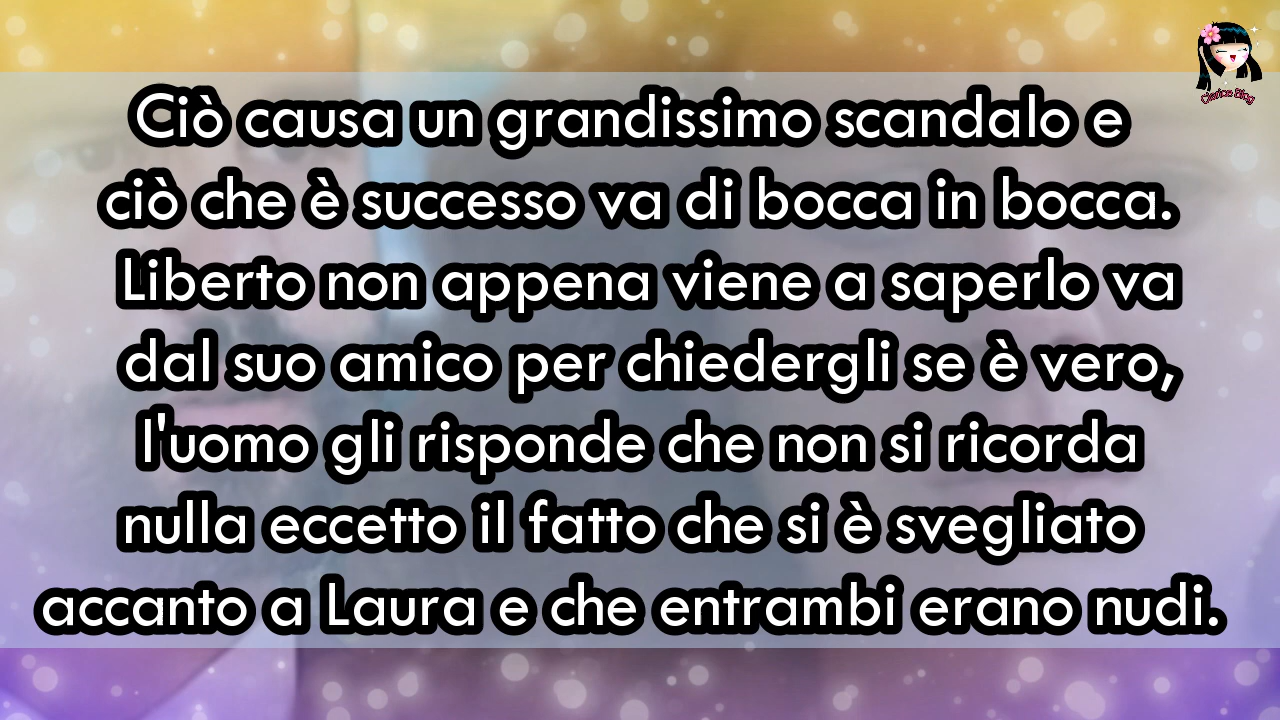 Clarice Blog
Ciò causa un grandissimo scandalo e
ciò che è successo va di bocca in bocca.
Liberto non appena viene a saperlo va
dal suo amico per chiedergli se è vero,
l'uomo gli risponde che non si ricorda
nulla eccetto il fatto che si è svegliato
accanto a Laura e che entrambi erano nudi.